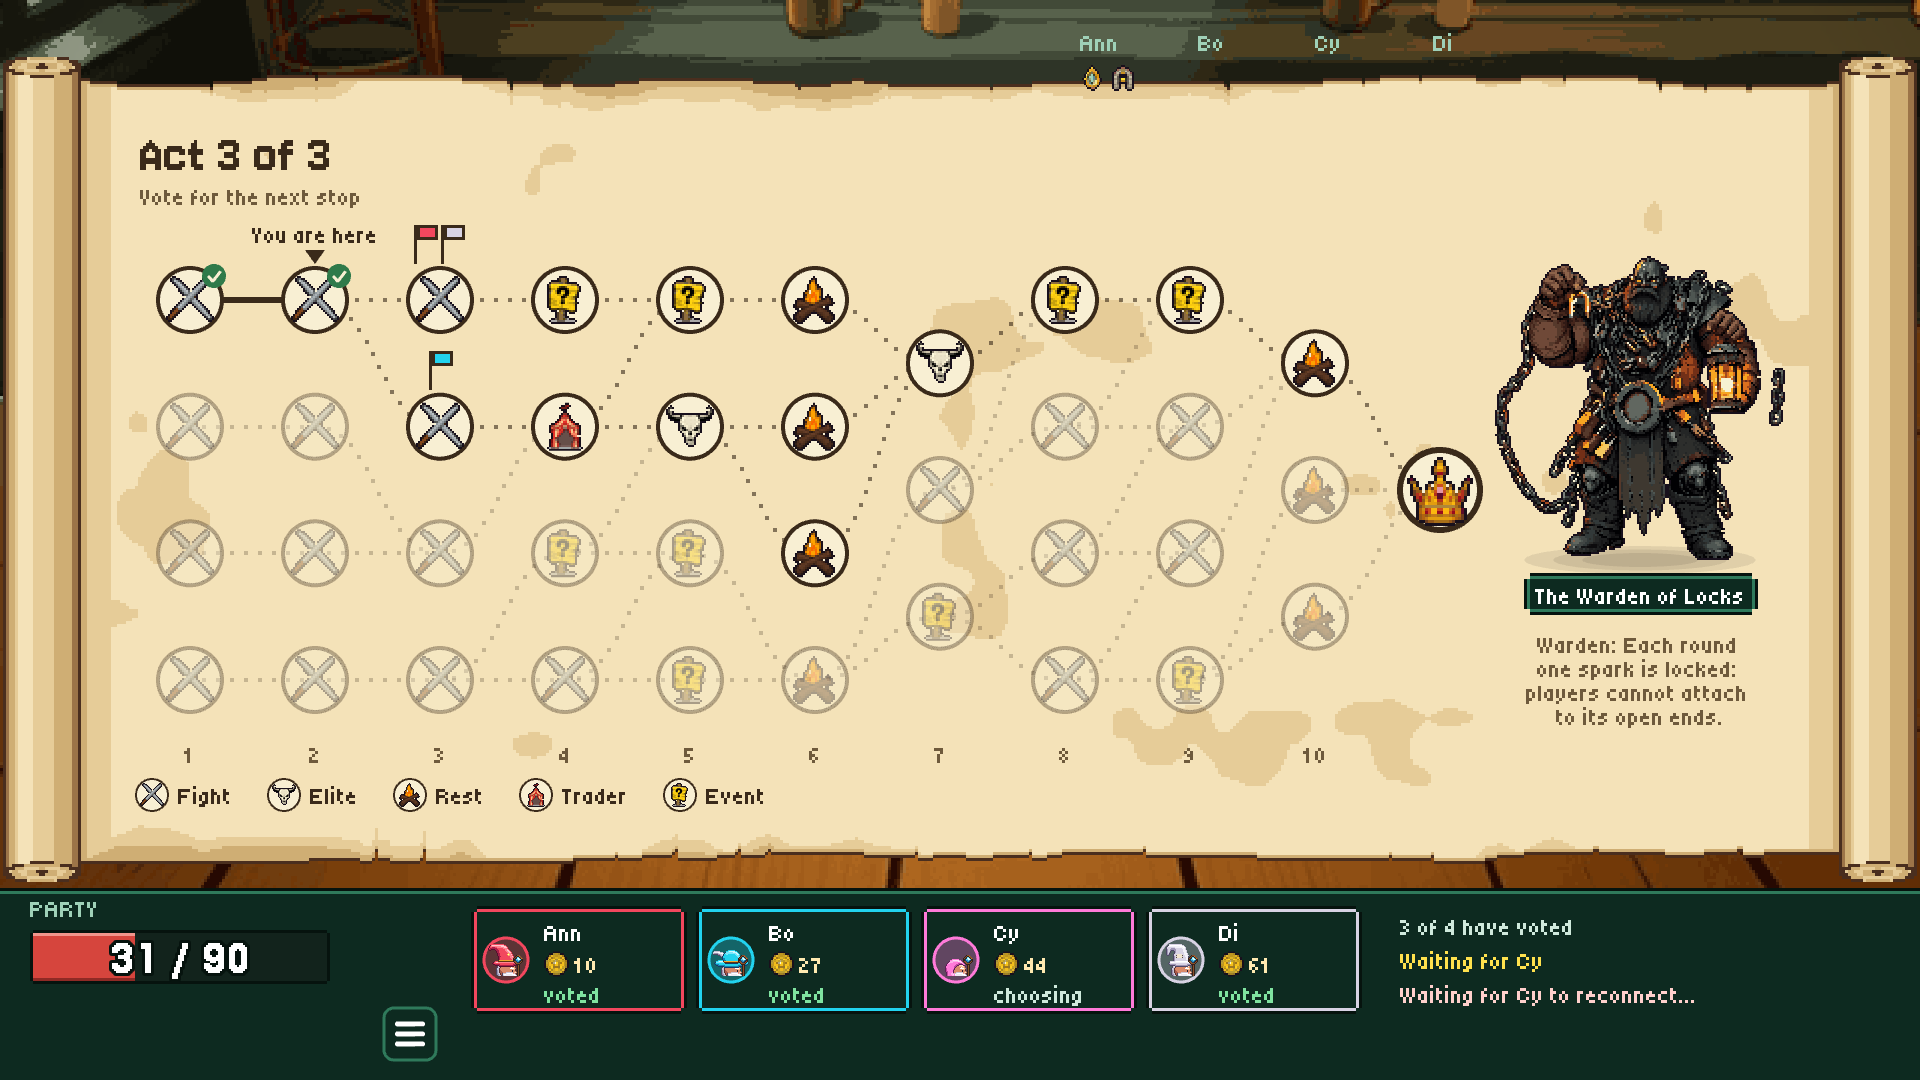 Ann Bo Cy Di
Act 3 of 3
Vote for the next stop
You are here
The Warden of Locks
Warden: Each round
one spark is locked:
players cannot attach
to its open ends.
1 2 3 4 5 6 7 8 9 10
Fight Elite Rest Trader Event
PARTY
31 / 90
Ann
10
voted
Bo
27
voted
Cy
44
choosing
Di
61
voted
3 of 4 have voted
Waiting for Cy
Waiting for Cy to reconnect...